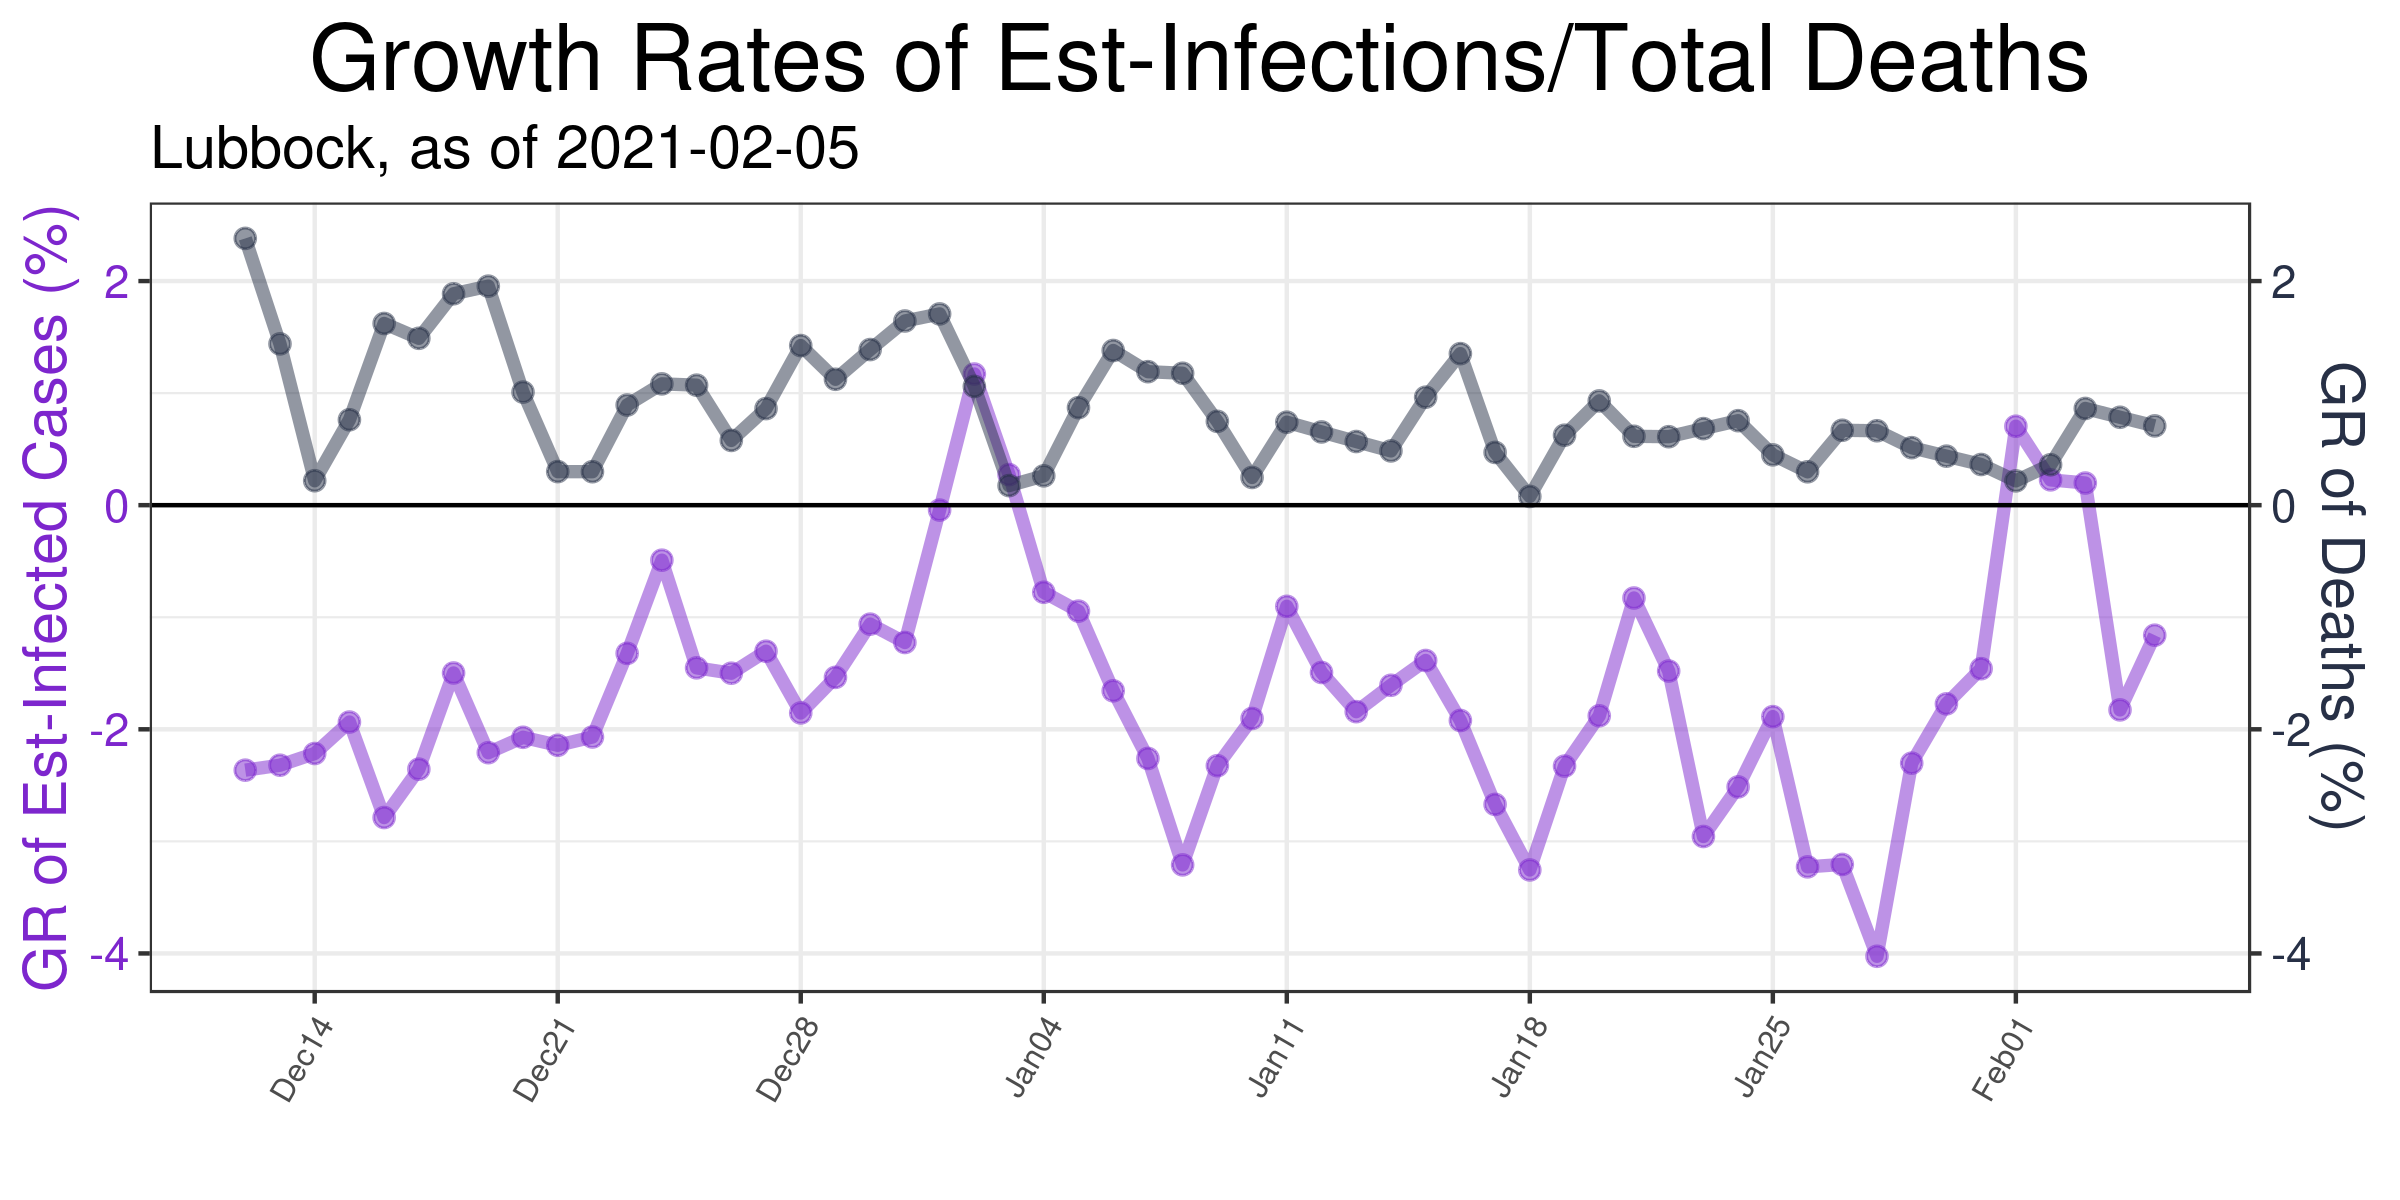 Growth Rates of Est-Infections/Total Deaths
Lubbock, as of 2021-02-05
GR of Est-Infected Cases (%)
2
0
-2
-4
2
0
-2
-4
GR of Deaths (%)
Dec14
Dec21
Dec28
Jan04
Jan11
Jan18
Jan25
Feb01